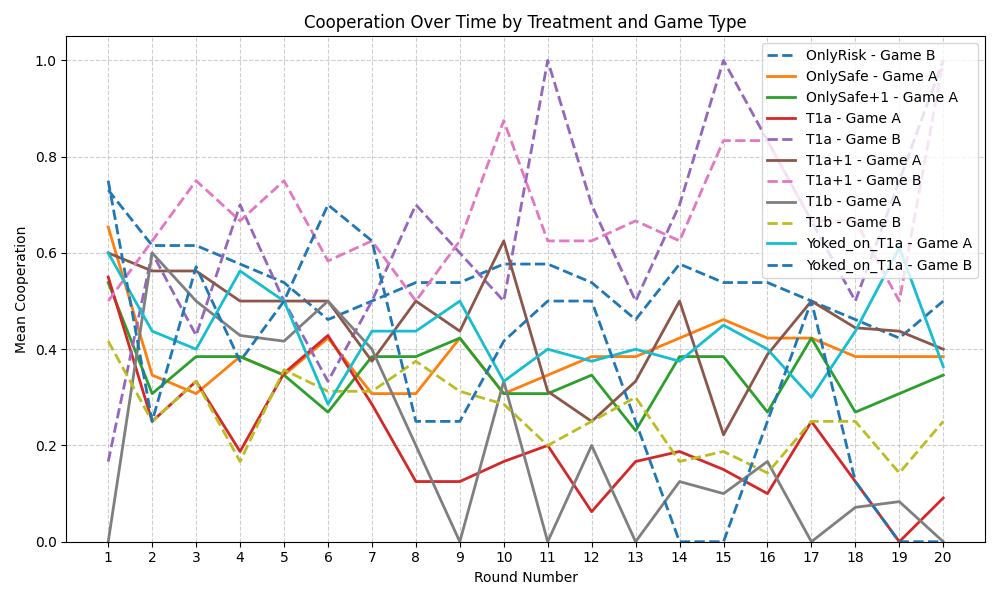 Cooperation Over Time by Treatment and Game Type
Mean Cooperation
1.0
0.8
0.6
0.4
0.2
0.0
OnlyRisk - Game B
OnlySafe - Game A
OnlySafe+1 - Game A
T1a - Game A
T1a - Game B
T1a+1 - Game A
T1a+1 - Game B
T1b - Game A
T1b - Game B
Yoked_on_T1a - Game A
Yoked_on_T1a - Game B
1 2 3 4 5 6 7 8 9 10 11 12 13 14 15 16 17 18 19 20
Round Number